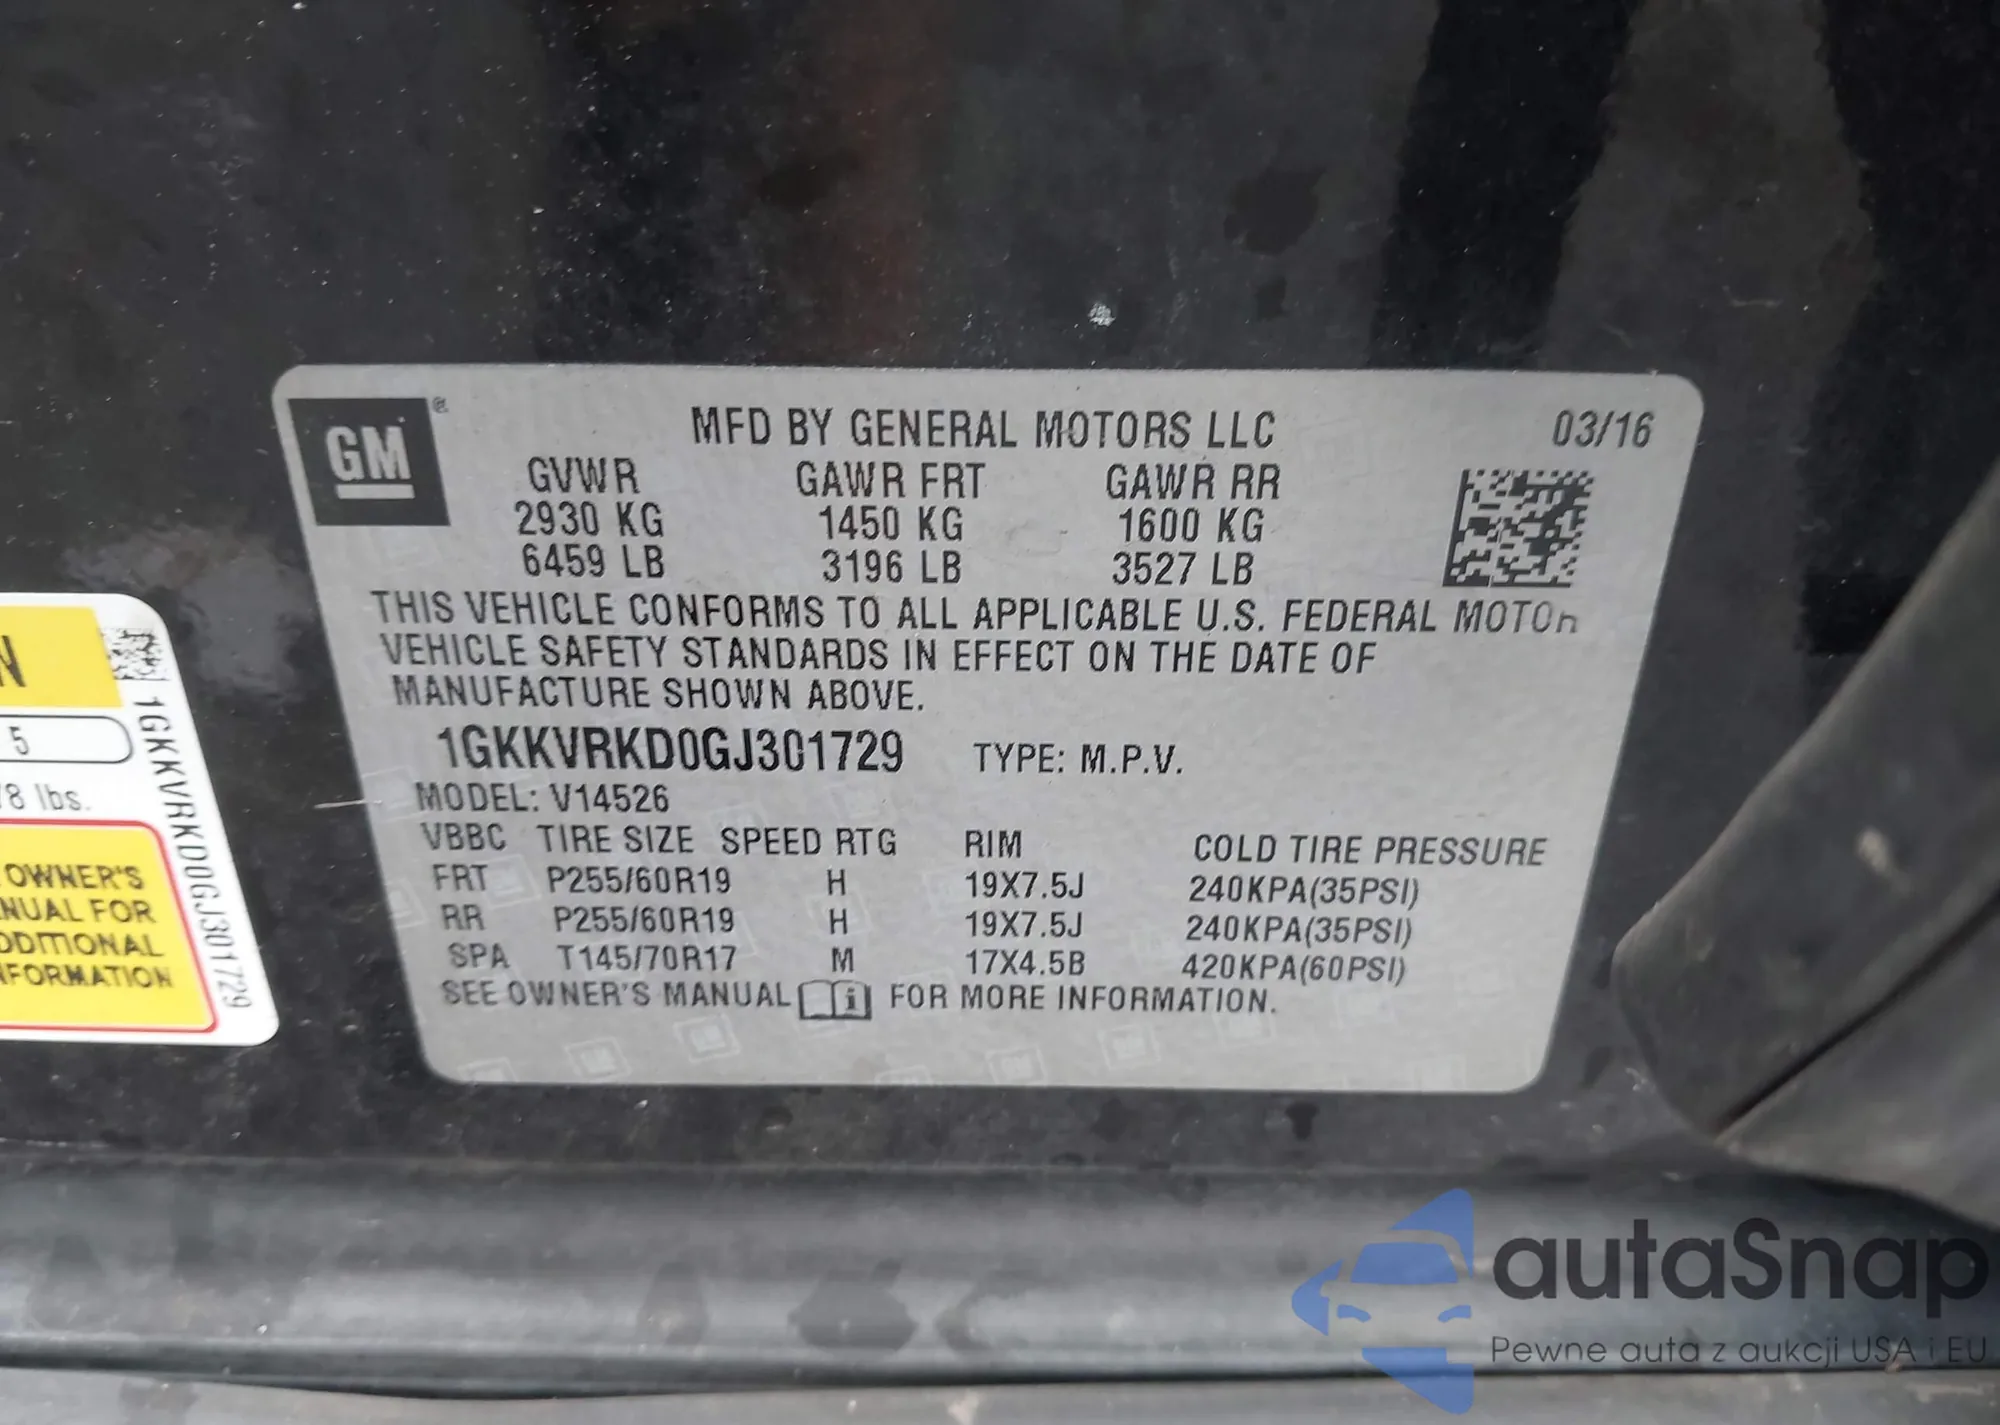 GM
MFD BY GENERAL MOTORS LLC 03/16
GVWR GAWR FRT GAWR RR
2930 KG 1450 KG 1600 KG
6459 LB 3196 LB 3527 LB
THIS VEHICLE CONFORMS TO ALL APPLICABLE U.S. FEDERAL MOTOR
VEHICLE SAFETY STANDARDS IN EFFECT ON THE DATE OF
MANUFACTURE SHOWN ABOVE.
1GKKVRKD0GJ301729 TYPE: M.P.V.
MODEL: V14526
VBBC TIRE SIZE SPEED RTG RIM COLD TIRE PRESSURE
FRT P255/60R19 H 19X7.5J 240KPA(35PSI)
RR P255/60R19 H 19X7.5J 240KPA(35PSI)
SPA T145/70R17 M 17X4.5B 420KPA(60PSI)
SEE OWNER'S MANUAL i FOR MORE INFORMATION.
N
5
8 lbs.
OWNER'S
NUAL FOR
DDITIONAL
NFORMATION
1GKKVRKD0GJ301729
autaSnap
Pewne auta z aukcji USA i EU